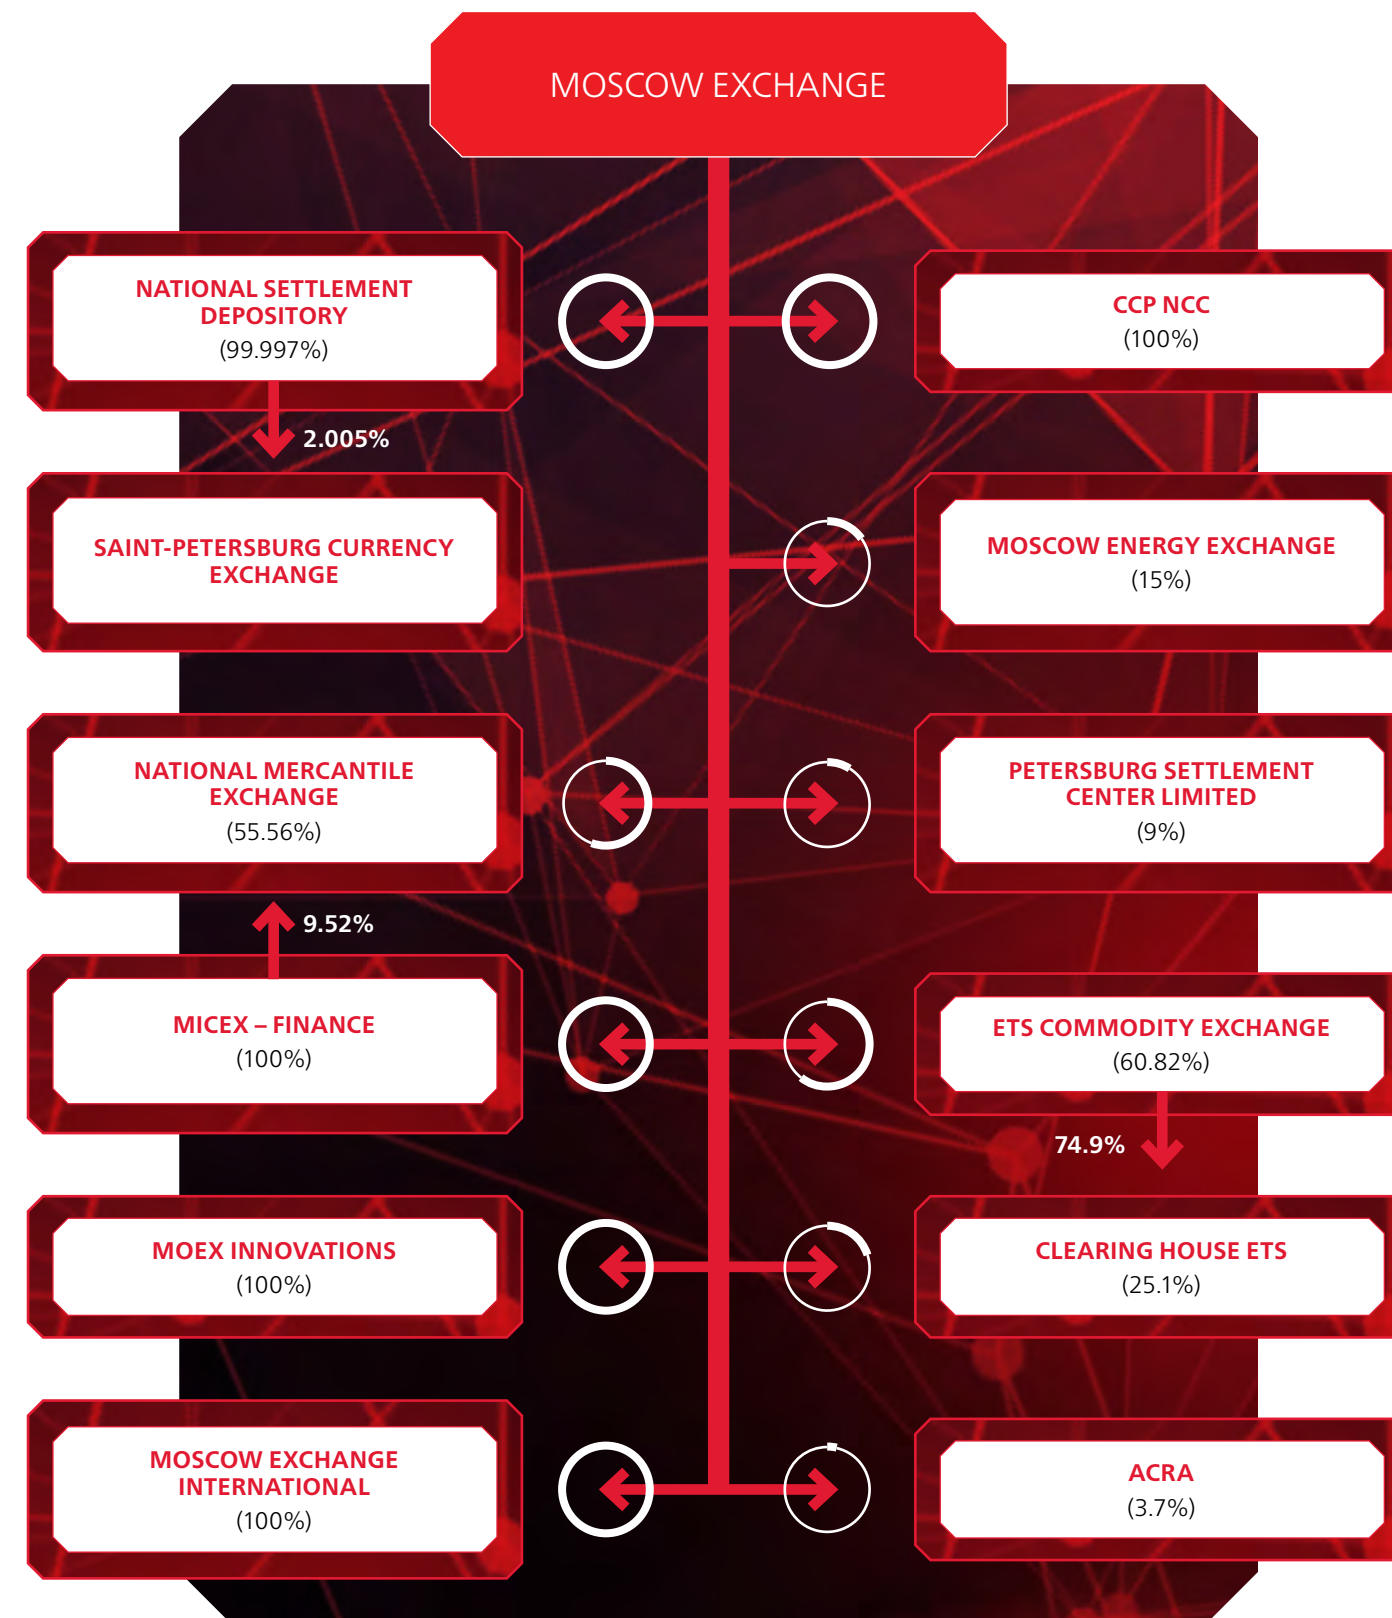 MOSCOW EXCHANGE
NATIONAL SETTLEMENT
DEPOSITORY
(99.997%)
CCP NCC
(100%)
2.005%
SAINT-PETERSBURG CURRENCY
EXCHANGE
MOSCOW ENERGY EXCHANGE
(15%)
NATIONAL MERCANTILE
EXCHANGE
(55.56%)
PETERSBURG SETTLEMENT
CENTER LIMITED
(9%)
9.52%
MICEX – FINANCE
(100%)
ETS COMMODITY EXCHANGE
(60.82%)
74.9%
MOEX INNOVATIONS
(100%)
CLEARING HOUSE ETS
(25.1%)
MOSCOW EXCHANGE
INTERNATIONAL
(100%)
ACRA
(3.7%)